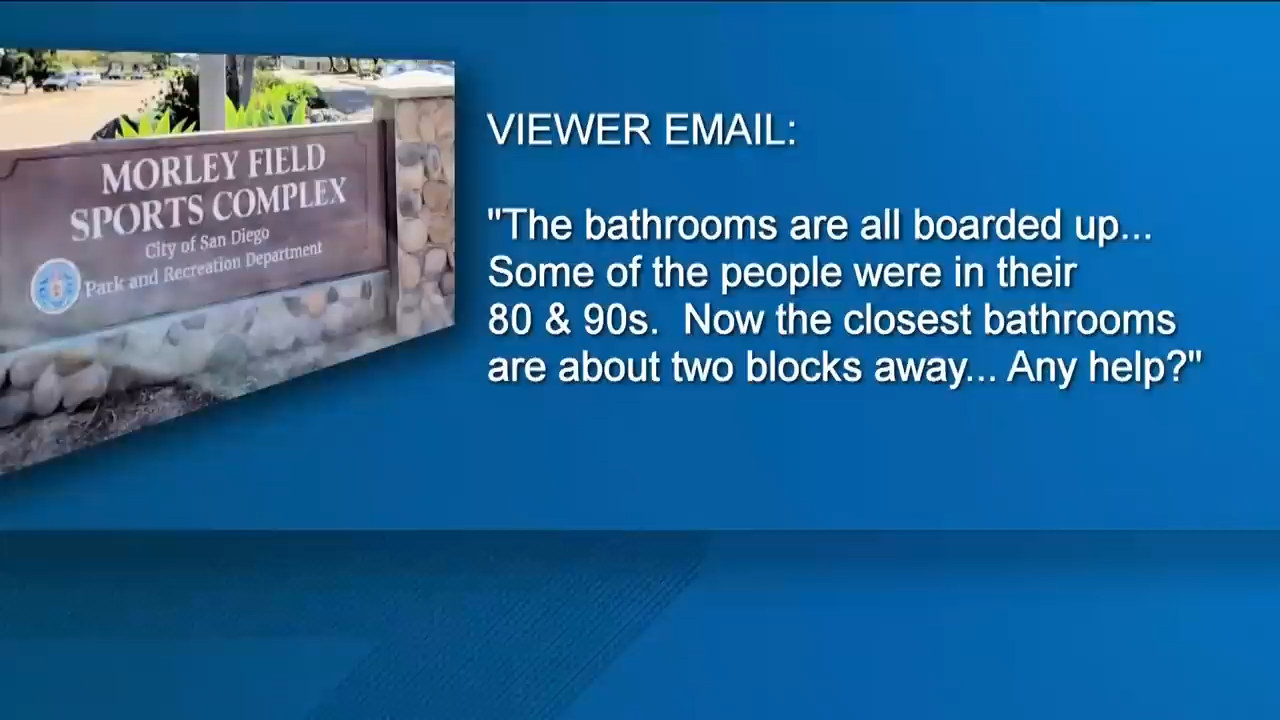 MORLEY FIELD
SPORTS COMPLEX
City of San Diego
Park and Recreation Department
VIEWER EMAIL:
"The bathrooms are all boarded up...
Some of the people were in their
80 & 90s.  Now the closest bathrooms
are about two blocks away... Any help?"